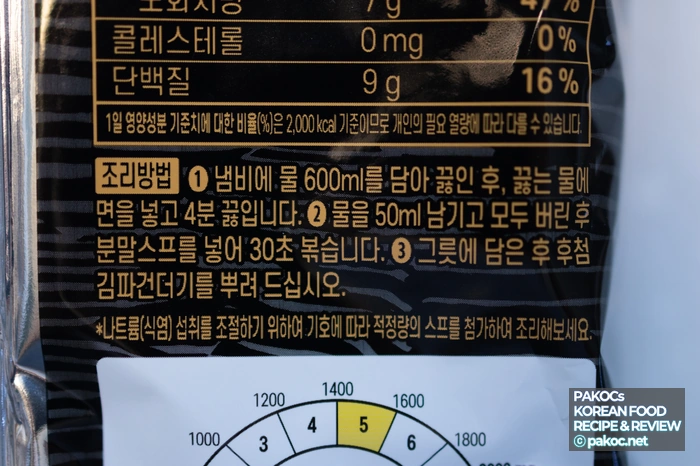 포화지방 7g 47%
콜레스테롤 0mg 0%
단백질 9g 16%
1일 영양성분 기준치에 대한 비율(%)은 2,000 kcal 기준이므로 개인의 필요 열량에 따라 다를 수 있습니다.
조리방법 ❶ 냄비에 물 600ml를 담아 끓인 후, 끓는 물에
면을 넣고 4분 끓입니다. ❷ 물을 50ml 남기고 모두 버린 후
분말스프를 넣어 30초 볶습니다. ❸ 그릇에 담은 후 후첨
김파건더기를 뿌려 드십시오.
*나트륨(식염) 섭취를 조절하기 위하여 기호에 따라 적정량의 스프를 첨가하여 조리해보세요.
1000 1200 1400 1600 1800
3 4 5 6
PAKOCs
KOREAN FOOD
RECIPE & REVIEW
© pakoc.net